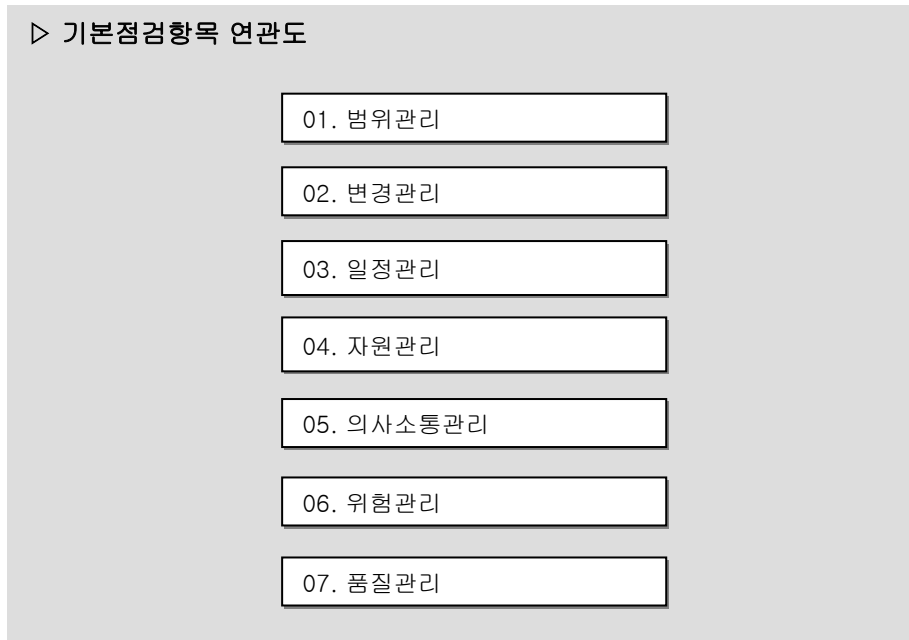 ▷ 기본점검항목 연관도
01. 범위관리
02. 변경관리
03. 일정관리
04. 자원관리
05. 의사소통관리
06. 위험관리
07. 품질관리